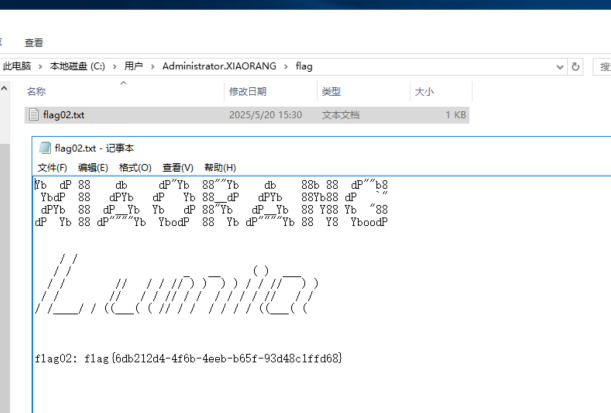 查看
此电脑 › 本地磁盘 (C:) › 用户 › Administrator.XIAORANG › flag
名称 修改日期 类型 大小
flag02.txt 2025/5/20 15:30 文本文档 1 KB
flag02.txt - 记事本
文件(F) 编辑(E) 格式(O) 查看(V) 帮助(H)
flag02: flag{6db212d4-4f6b-4eeb-b65f-93d48c1ffd68}